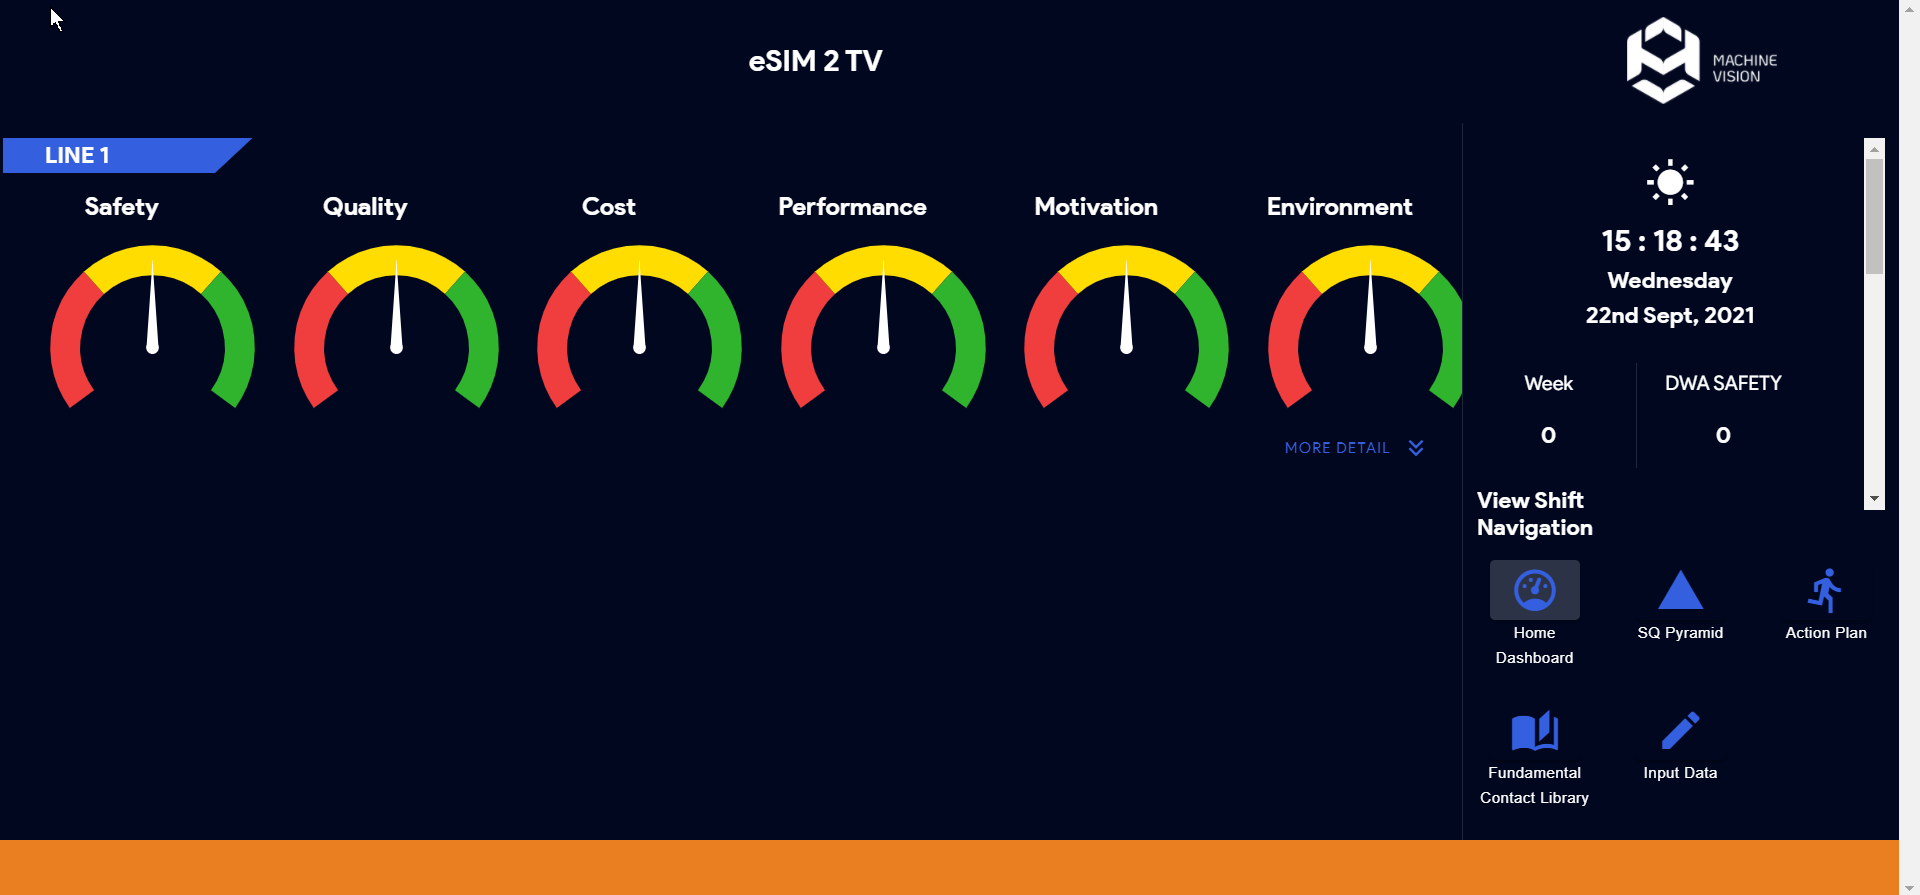 eSIM 2 TV
MACHINE
VISION
LINE 1
Safety
Quality
Cost
Performance
Motivation
Environment
MORE DETAIL
15 : 18 : 43
Wednesday
22nd Sept, 2021
Week
DWA SAFETY
0
0
View Shift
Navigation
Home
Dashboard
SQ Pyramid
Action Plan
Fundamental
Contact Library
Input Data